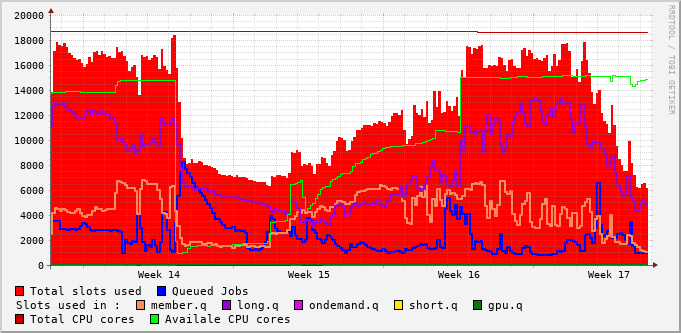 20000
18000
16000
14000
12000
10000
8000
6000
4000
2000
0
Week 14 Week 15 Week 16 Week 17
RRDTOOL / TOBI OETIKER
Total slots used Queued Jobs
Slots used in : member.q long.q ondemand.q short.q gpu.q
Total CPU cores Availale CPU cores